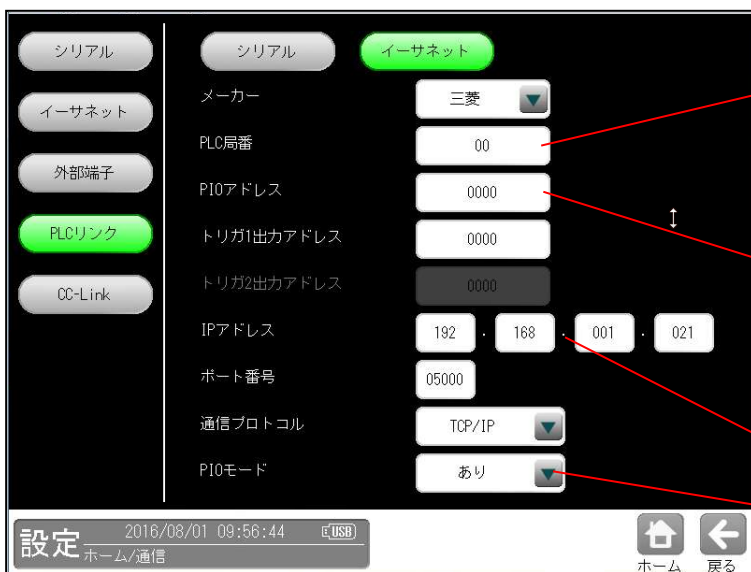 シリアル
イーサネット
外部端子
PLCリンク
CC-Link
シリアル イーサネット
メーカー 三菱
PLC局番 00
PIOアドレス 0000
トリガ1出力アドレス 0000
トリガ2出力アドレス 0000
IPアドレス 192 . 168 . 001 . 021
ポート番号 05000
通信プロトコル TCP/IP
PIOモード あり
設定 2016/08/01 09:56:44 USB
ホーム/通信
ホーム 戻る